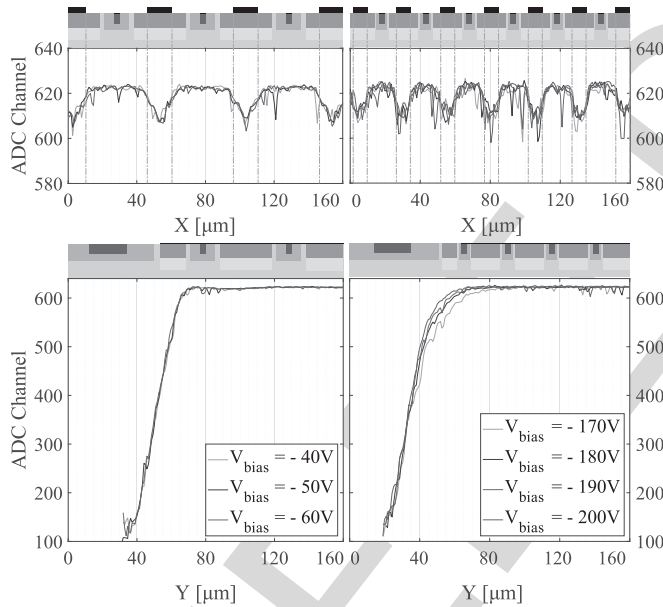 640
620
600
580
ADC Channel
0 40 80 120 160
X [μm]
0 40 80 120 160
X [μm]
640
620
600
580
600
500
400
300
200
100
ADC Channel
V_bias = - 40V
V_bias = - 50V
V_bias = - 60V
0 40 80 120 160
Y [μm]
V_bias = - 170V
V_bias = - 180V
V_bias = - 190V
V_bias = - 200V
0 40 80 120 160
Y [μm]
600
500
400
300
200
100